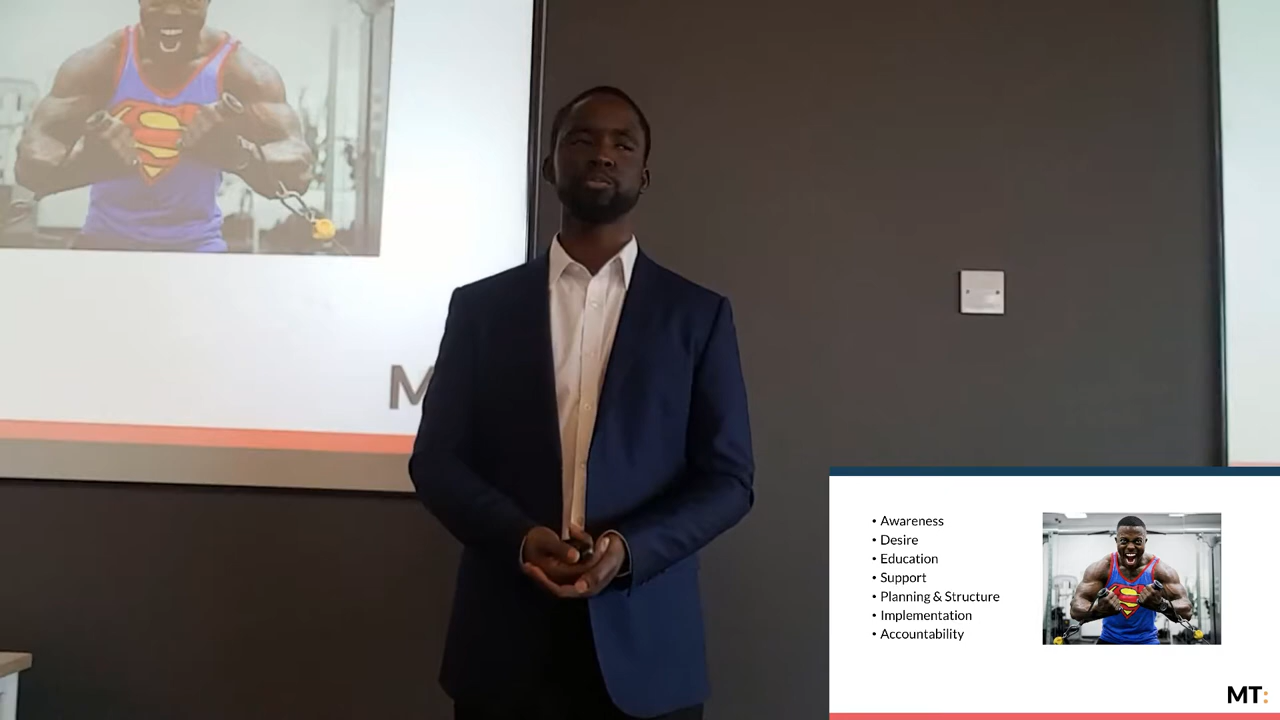 M
• Awareness
• Desire
• Education
• Support
• Planning & Structure
• Implementation
• Accountability
MT: